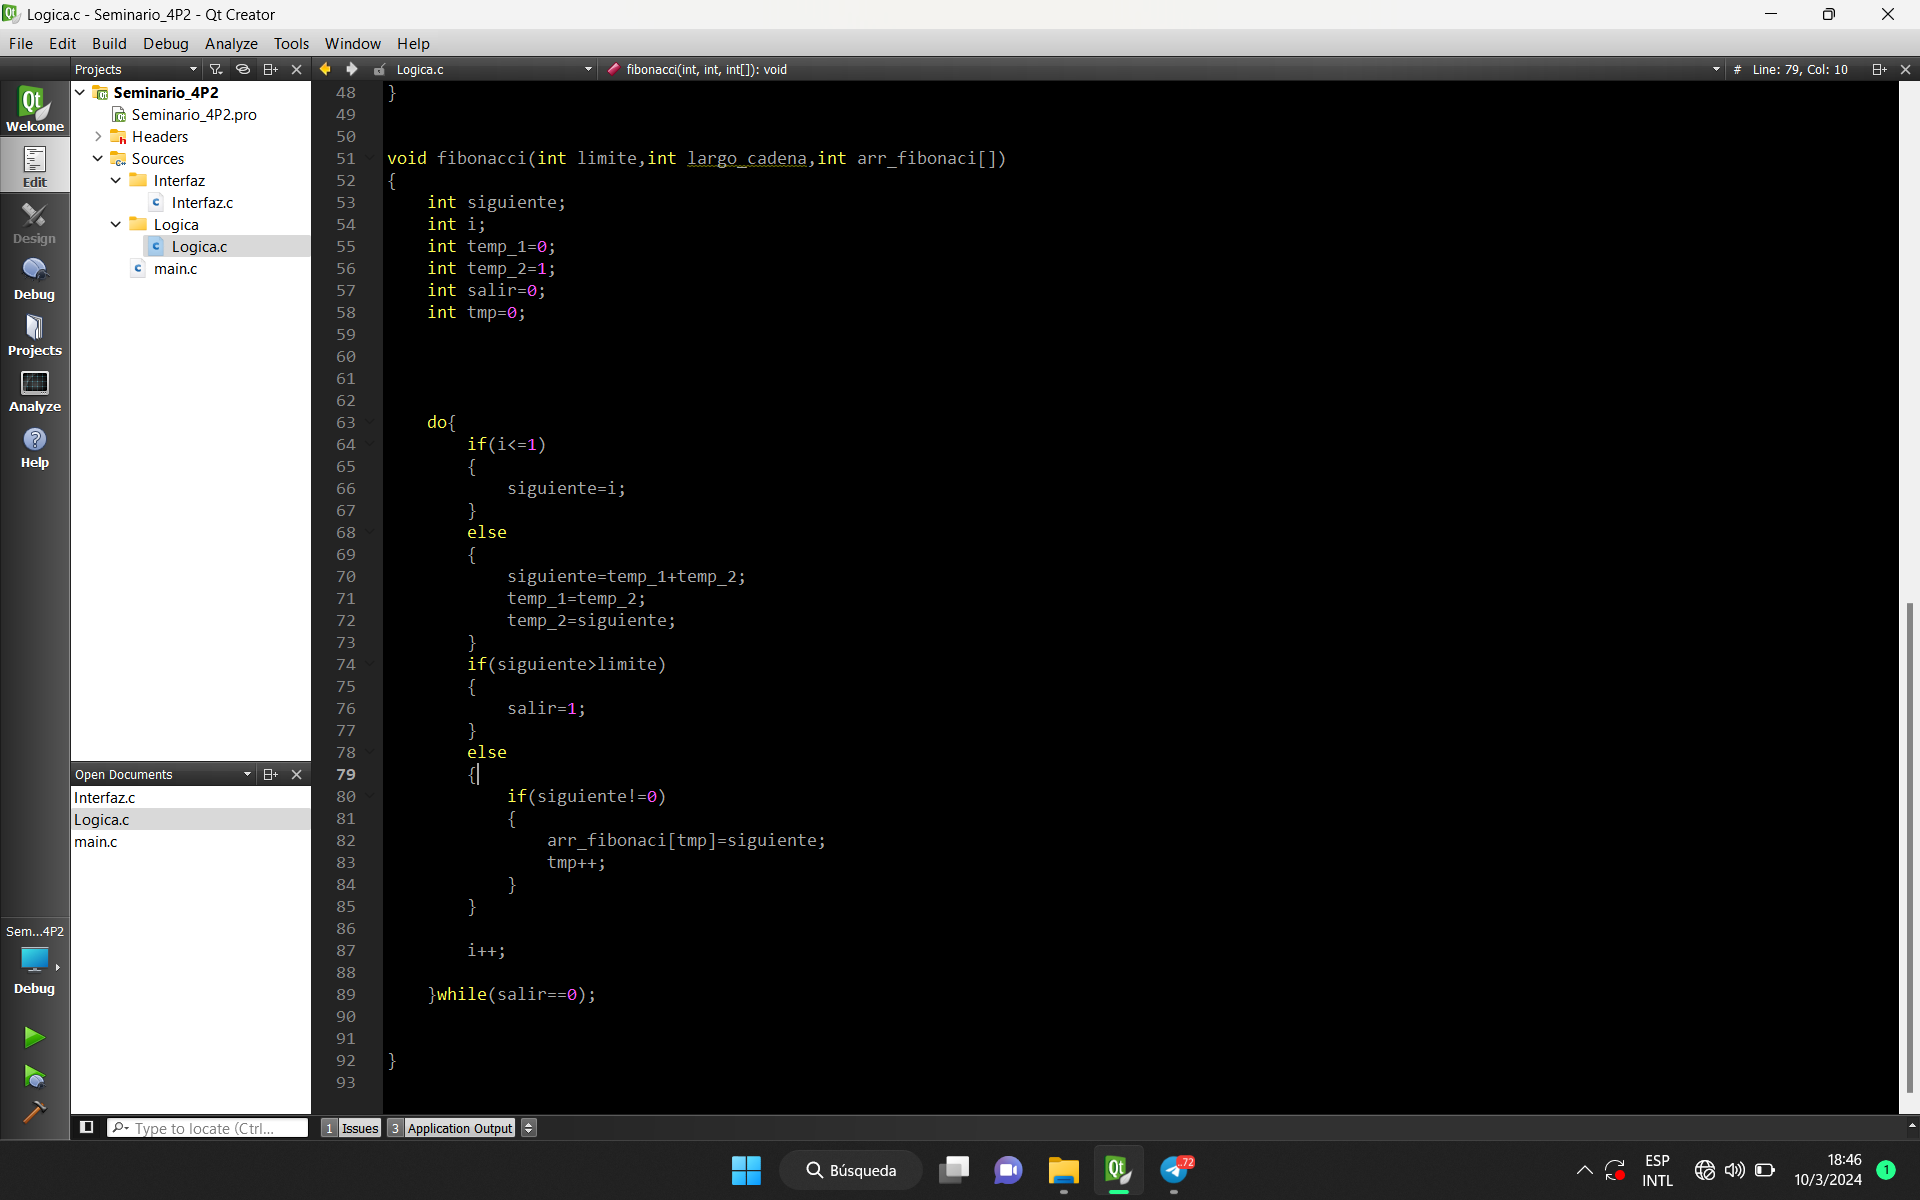 Logica.c - Seminario_4P2 - Qt Creator
File Edit Build Debug Analyze Tools Window Help
Projects
Logica.c
fibonacci(int, int, int[]): void
# Line: 79, Col: 10
Welcome
Edit
Design
Debug
Projects
Analyze
Help
Seminario_4P2
Seminario_4P2.pro
Headers
Sources
Interfaz
Interfaz.c
Logica
Logica.c
main.c
Open Documents
Interfaz.c
Logica.c
main.c
Sem...4P2
Debug
48 }
49
50
51 void fibonacci(int limite,int largo_cadena,int arr_fibonaci[])
52 {
53     int siguiente;
54     int i;
55     int temp_1=0;
56     int temp_2=1;
57     int salir=0;
58     int tmp=0;
59
60
61
62
63     do{
64         if(i<=1)
65         {
66             siguiente=i;
67         }
68         else
69         {
70             siguiente=temp_1+temp_2;
71             temp_1=temp_2;
72             temp_2=siguiente;
73         }
74         if(siguiente>limite)
75         {
76             salir=1;
77         }
78         else
79         {
80             if(siguiente!=0)
81             {
82                 arr_fibonaci[tmp]=siguiente;
83                 tmp++;
84             }
85         }
86
87         i++;
88
89     }while(salir==0);
90
91
92 }
93
Type to locate (Ctrl...
1 Issues 3 Application Output
Búsqueda
72
ESP
INTL
18:46
10/3/2024
1